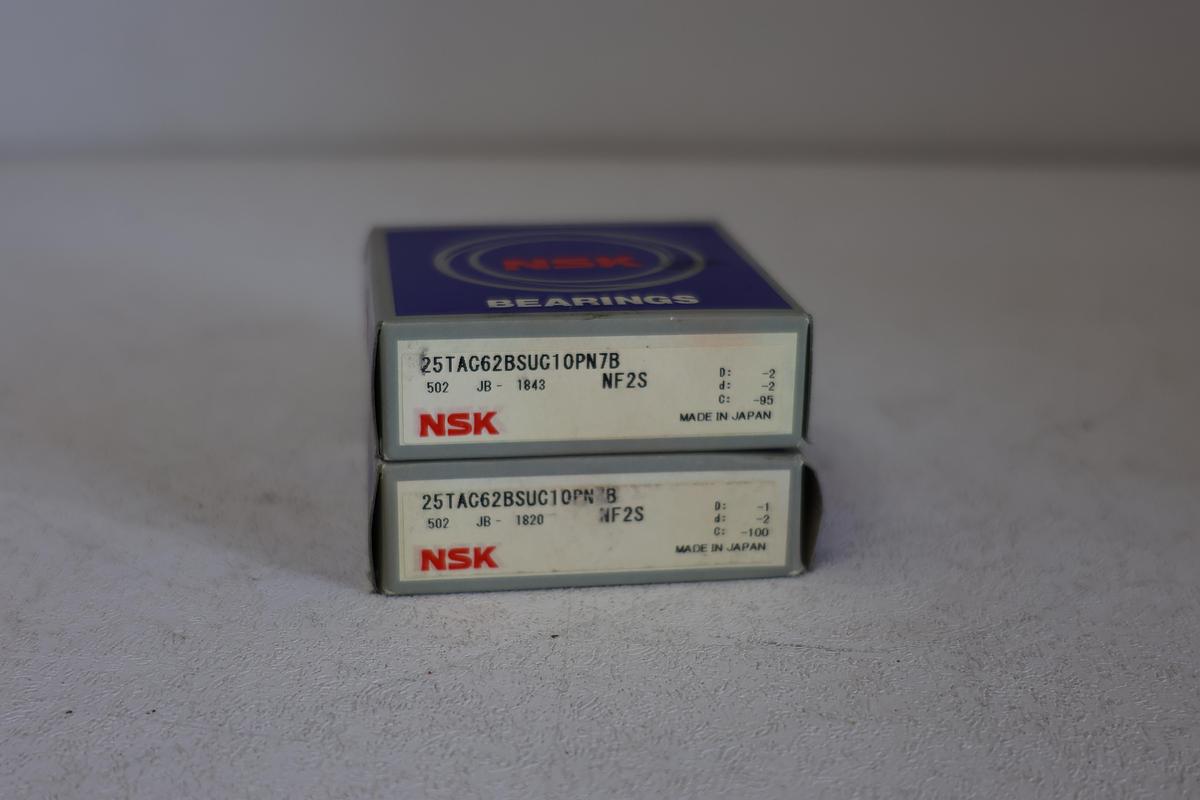 NSK
BEARINGS
25TAC62BSUC10PN7B
502 JB- 1843 NF2S
D: -2
d: -2
C: -95
NSK
MADE IN JAPAN
25TAC62BSUC10PN B
502 JB- 1820 NF2S
D: -1
d: -2
C: -100
NSK
MADE IN JAPAN